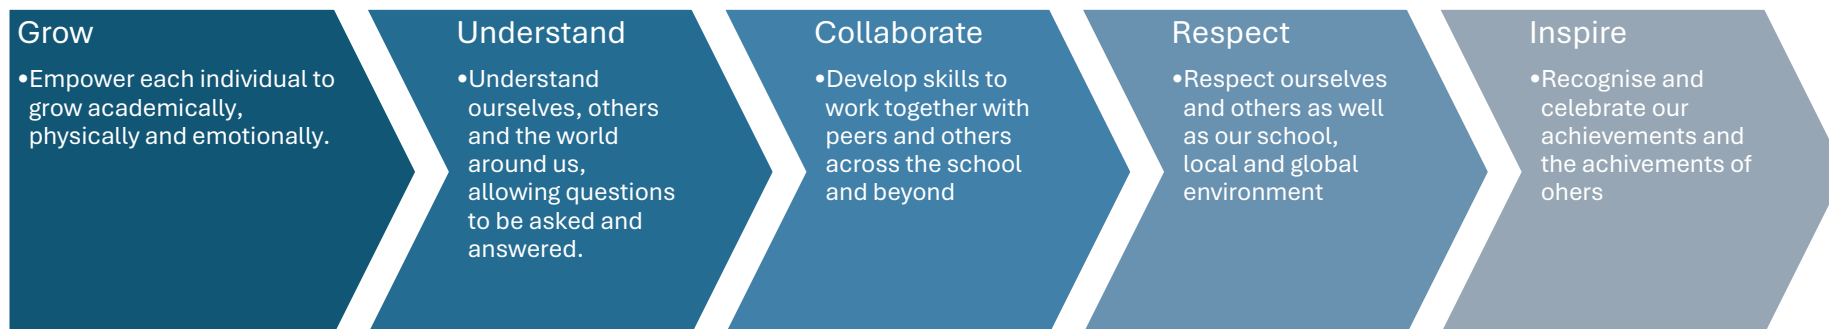 Grow
•Empower each individual to
grow academically,
physically and emotionally.
Understand
•Understand
ourselves, others
and the world
around us,
allowing questions
to be asked and
answered.
Collaborate
•Develop skills to
work together with
peers and others
across the school
and beyond
Respect
•Respect ourselves
and others as well
as our school,
local and global
environment
Inspire
•Recognise and
celebrate our
achievements and
the achivements of
ohers